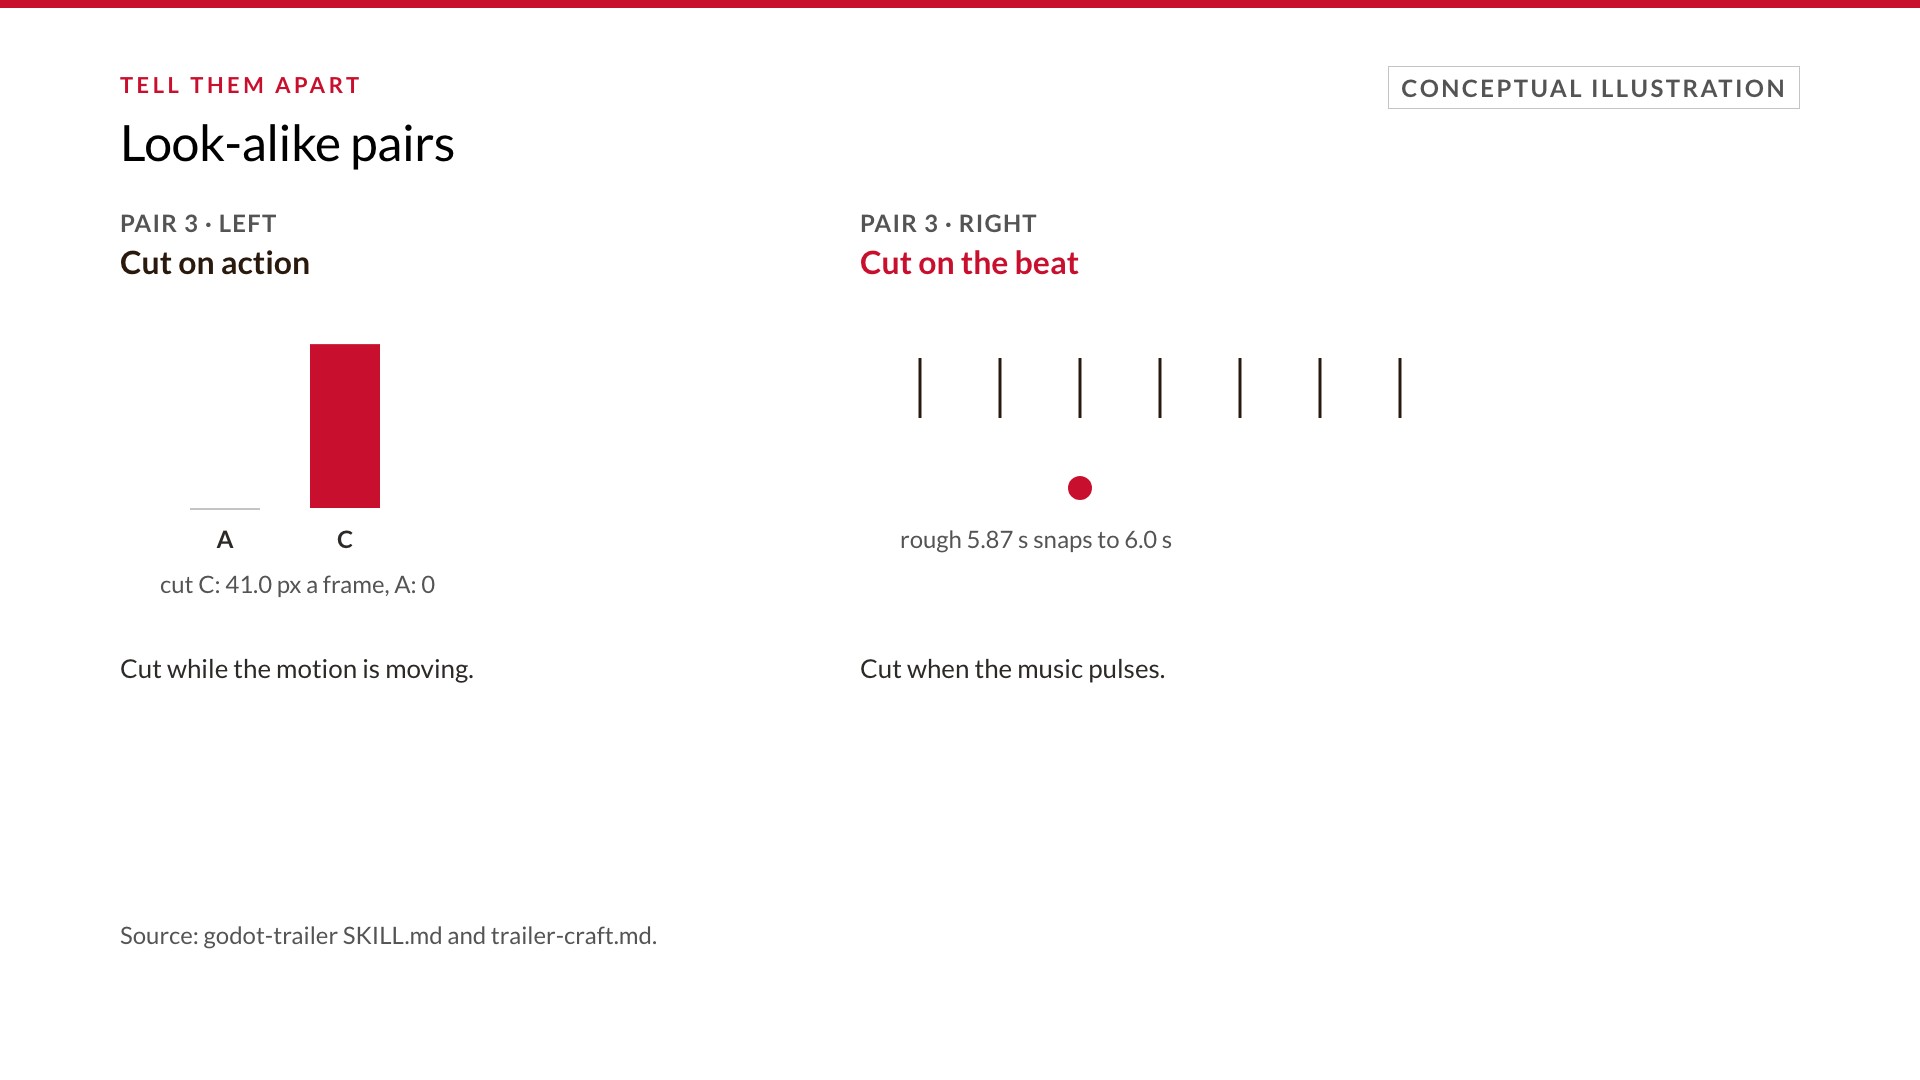 TELL THEM APART
CONCEPTUAL ILLUSTRATION
Look-alike pairs
PAIR 3 · LEFT
Cut on action
A
C
cut C: 41.0 px a frame, A: 0
Cut while the motion is moving.
PAIR 3 · RIGHT
Cut on the beat
rough 5.87 s snaps to 6.0 s
Cut when the music pulses.
Source: godot-trailer SKILL.md and trailer-craft.md.